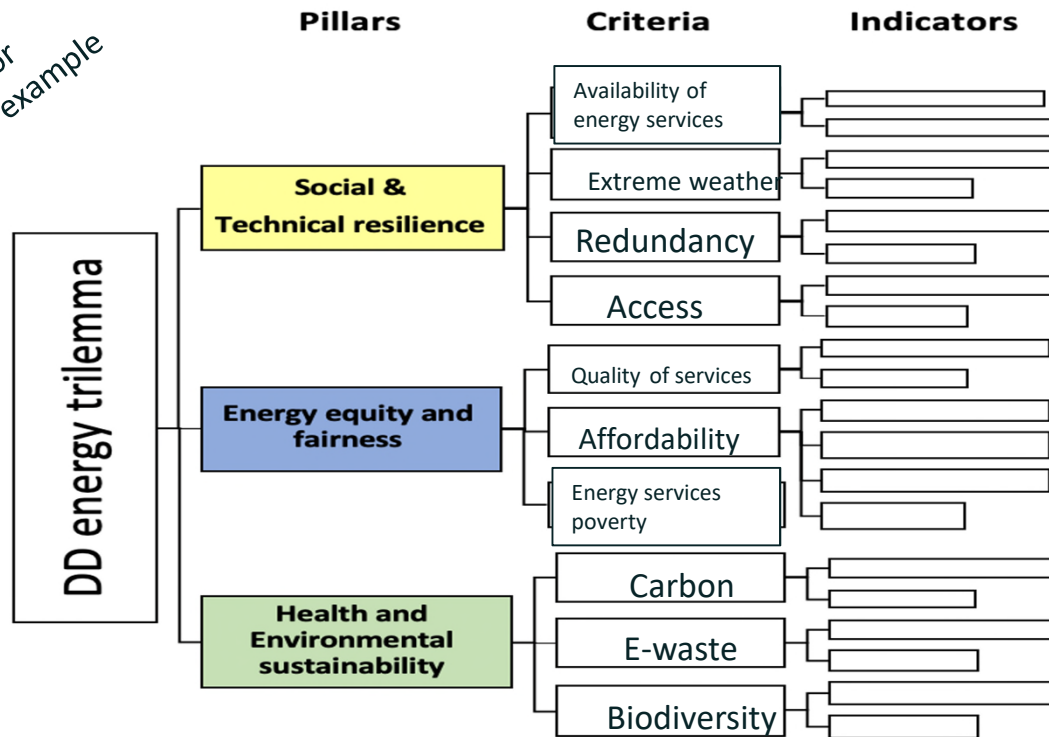 Pillars
Criteria
Indicators
example
Availability of
energy services
Extreme weather
Redundancy
Access
Social &
Technical resilience
Quality of services
Affordability
Energy services
poverty
Energy equity and
fairness
Carbon
E-waste
Biodiversity
Health and
Environmental
sustainability
DD energy trilemma